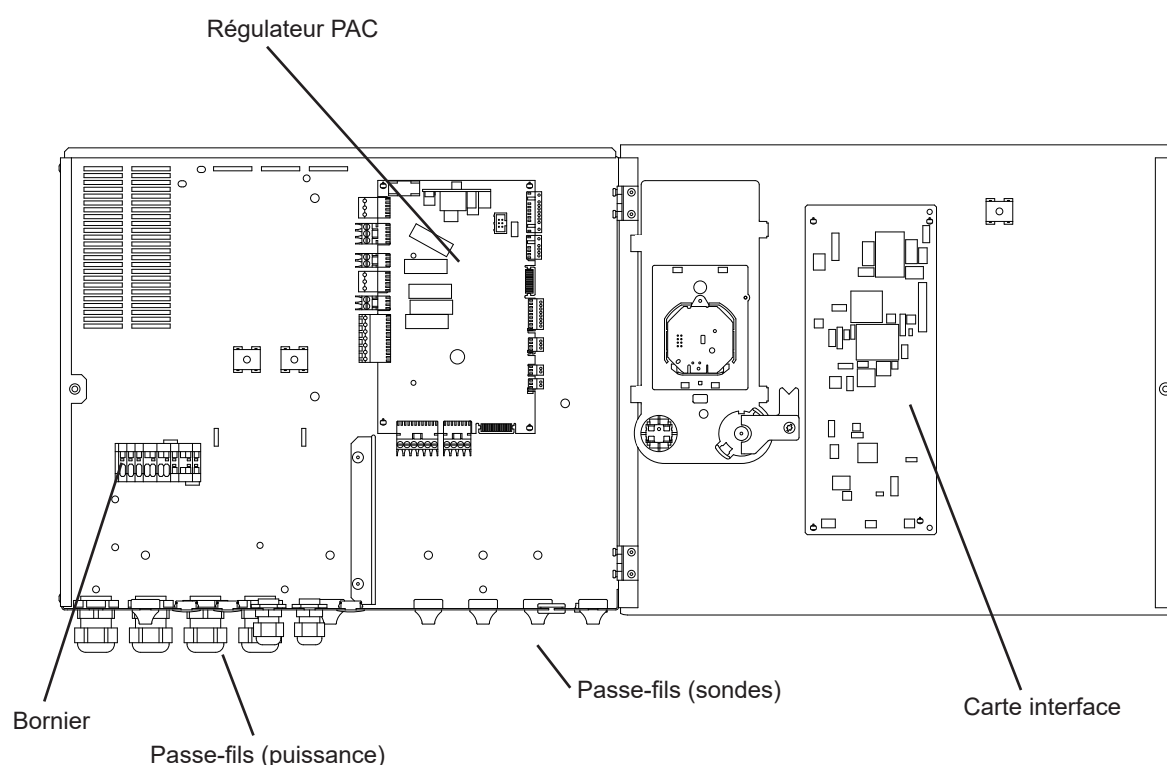 Régulateur PAC
Passe-fils (sondes)
Carte interface
Bornier
Passe-fils (puissance)